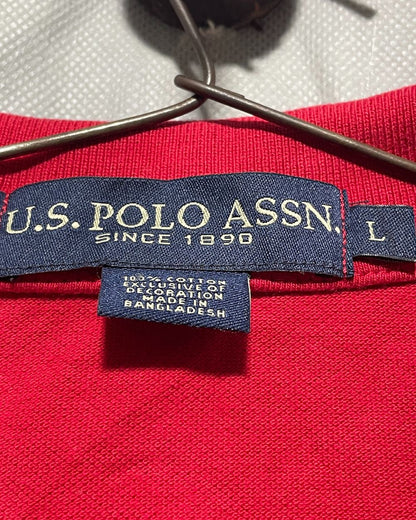 U.S. POLO ASSN.
SINCE 1890
L
100% COTTON
EXCLUSIVE OF
DECORATION
MADE IN
BANGLADESH